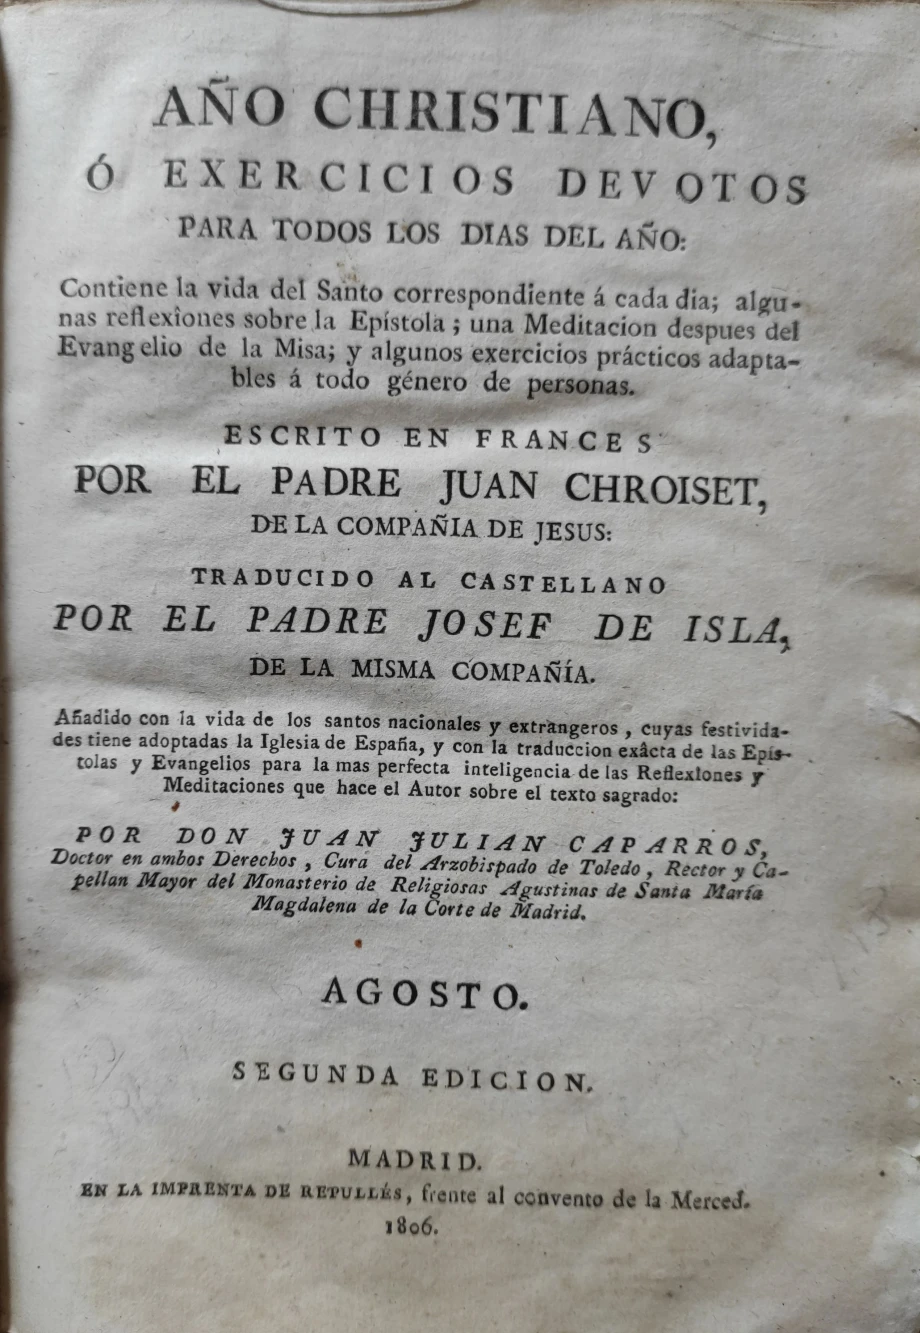 AÑO CHRISTIANO,
Ó EXERCICIOS DEVOTOS
PARA TODOS LOS DIAS DEL AÑO:
Contiene la vida del Santo correspondiente á cada dia; algu-
nas reflexîones sobre la Epístola; una Meditacion despues del
Evangelio de la Misa; y algunos exercicios prácticos adapta-
bles á todo género de personas.
ESCRITO EN FRANCES
POR EL PADRE JUAN CHROISET,
DE LA COMPAÑIA DE JESUS:
TRADUCIDO AL CASTELLANO
POR EL PADRE JOSEF DE ISLA,
DE LA MISMA COMPAÑÍA.
Añadido con la vida de los santos nacionales y extrangeros, cuyas festivida-
des tiene adoptadas la Iglesia de España, y con la traduccion exâcta de las Epís-
tolas y Evangelios para la mas perfecta inteligencia de las Reflexîones y
Meditaciones que hace el Autor sobre el texto sagrado:
POR DON JUAN JULIAN CAPARROS,
Doctor en ambos Derechos, Cura del Arzobispado de Toledo, Rector y Ca-
pellan Mayor del Monasterio de Religiosas Agustinas de Santa María
Magdalena de la Corte de Madrid.
AGOSTO.
SEGUNDA EDICION.
MADRID.
EN LA IMPRENTA DE REPULLÉS, frente al convento de la Merced.
1806.